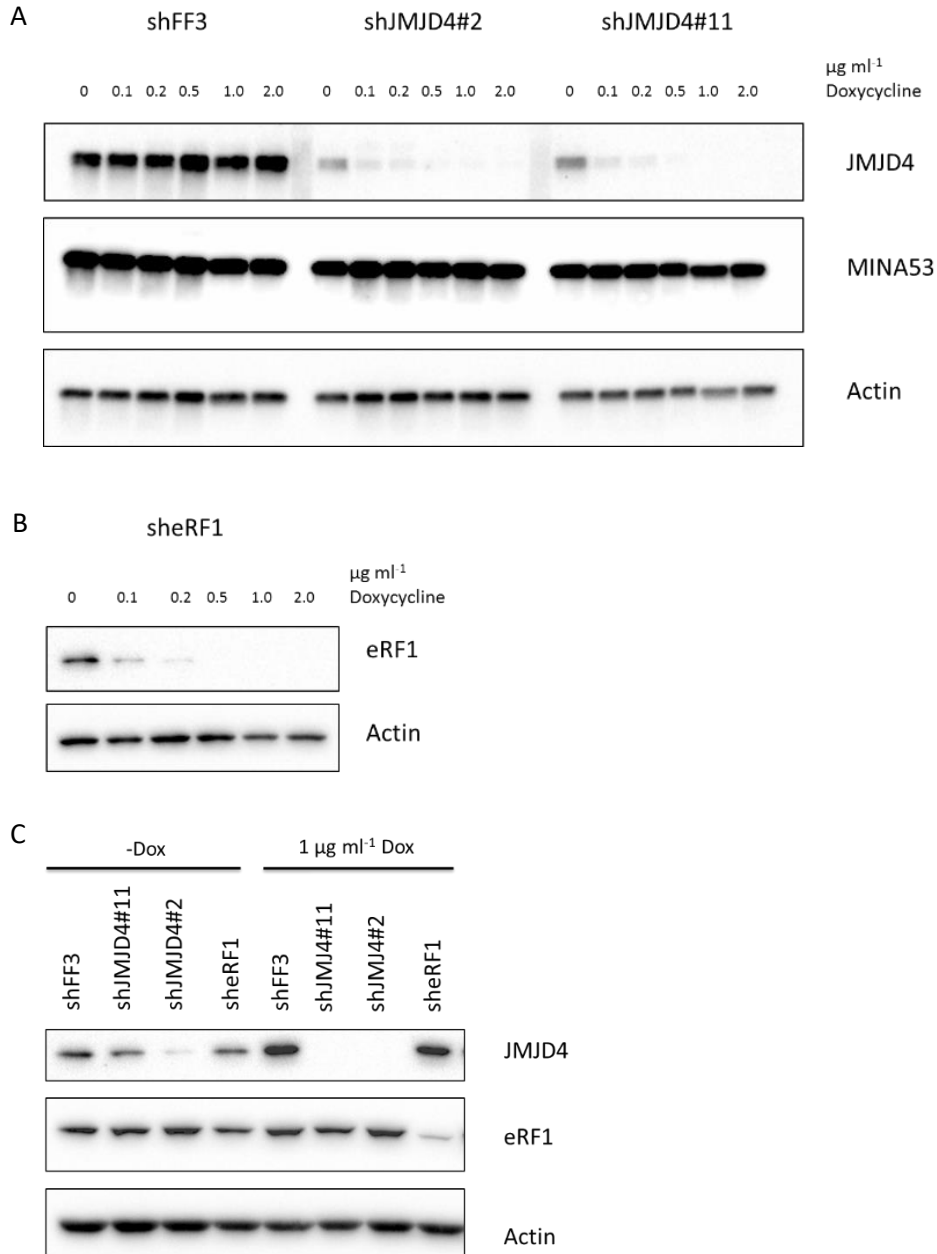 A
shFF3 shJMJD4#2 shJMJD4#11
µg ml-1
0 0.1 0.2 0.5 1.0 2.0 0 0.1 0.2 0.5 1.0 2.0 0 0.1 0.2 0.5 1.0 2.0 Doxycycline
JMJD4
MINA53
Actin
B
sheRF1
µg ml-1
0 0.1 0.2 0.5 1.0 2.0 Doxycycline
eRF1
Actin
C
-Dox 1 µg ml-1 Dox
shFF3 shJMJD4#11 shJMJD4#2 sheRF1 shFF3 shJMJ4#11 shJMJ4#2 sheRF1
JMJD4
eRF1
Actin